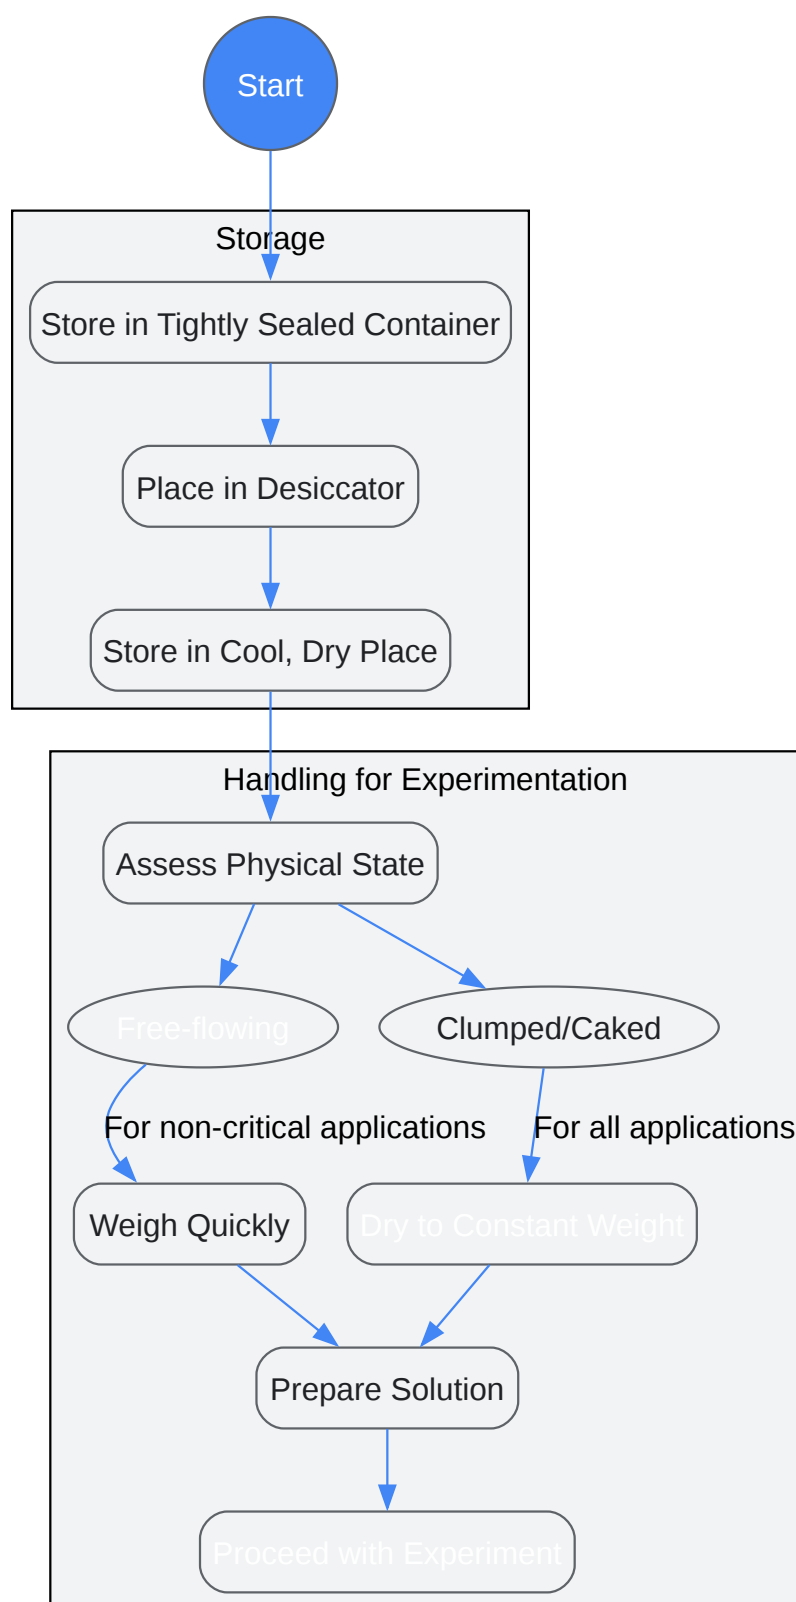 Start
Storage
Store in Tightly Sealed Container
Place in Desiccator
Store in Cool, Dry Place
Handling for Experimentation
Assess Physical State
Free-flowing
Clumped/Caked
For non-critical applications
For all applications
Weigh Quickly
Dry to Constant Weight
Prepare Solution
Proceed with Experiment